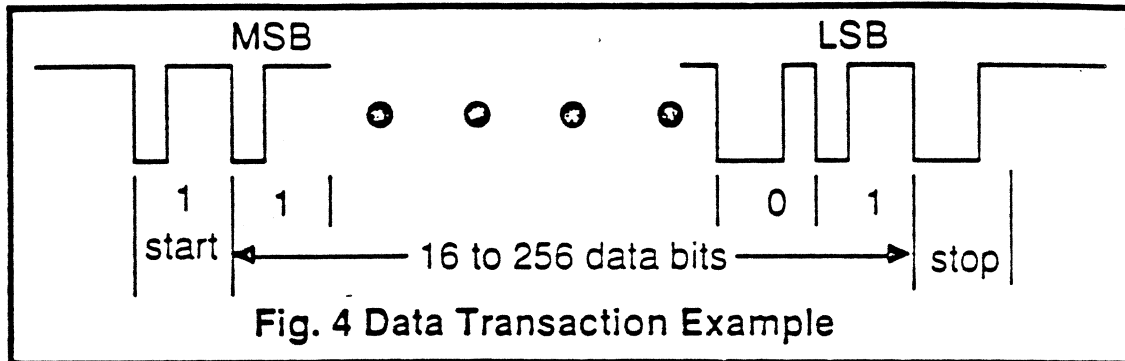 MSB LSB
1 1 0 1
start 16 to 256 data bits stop
Fig. 4 Data Transaction Example